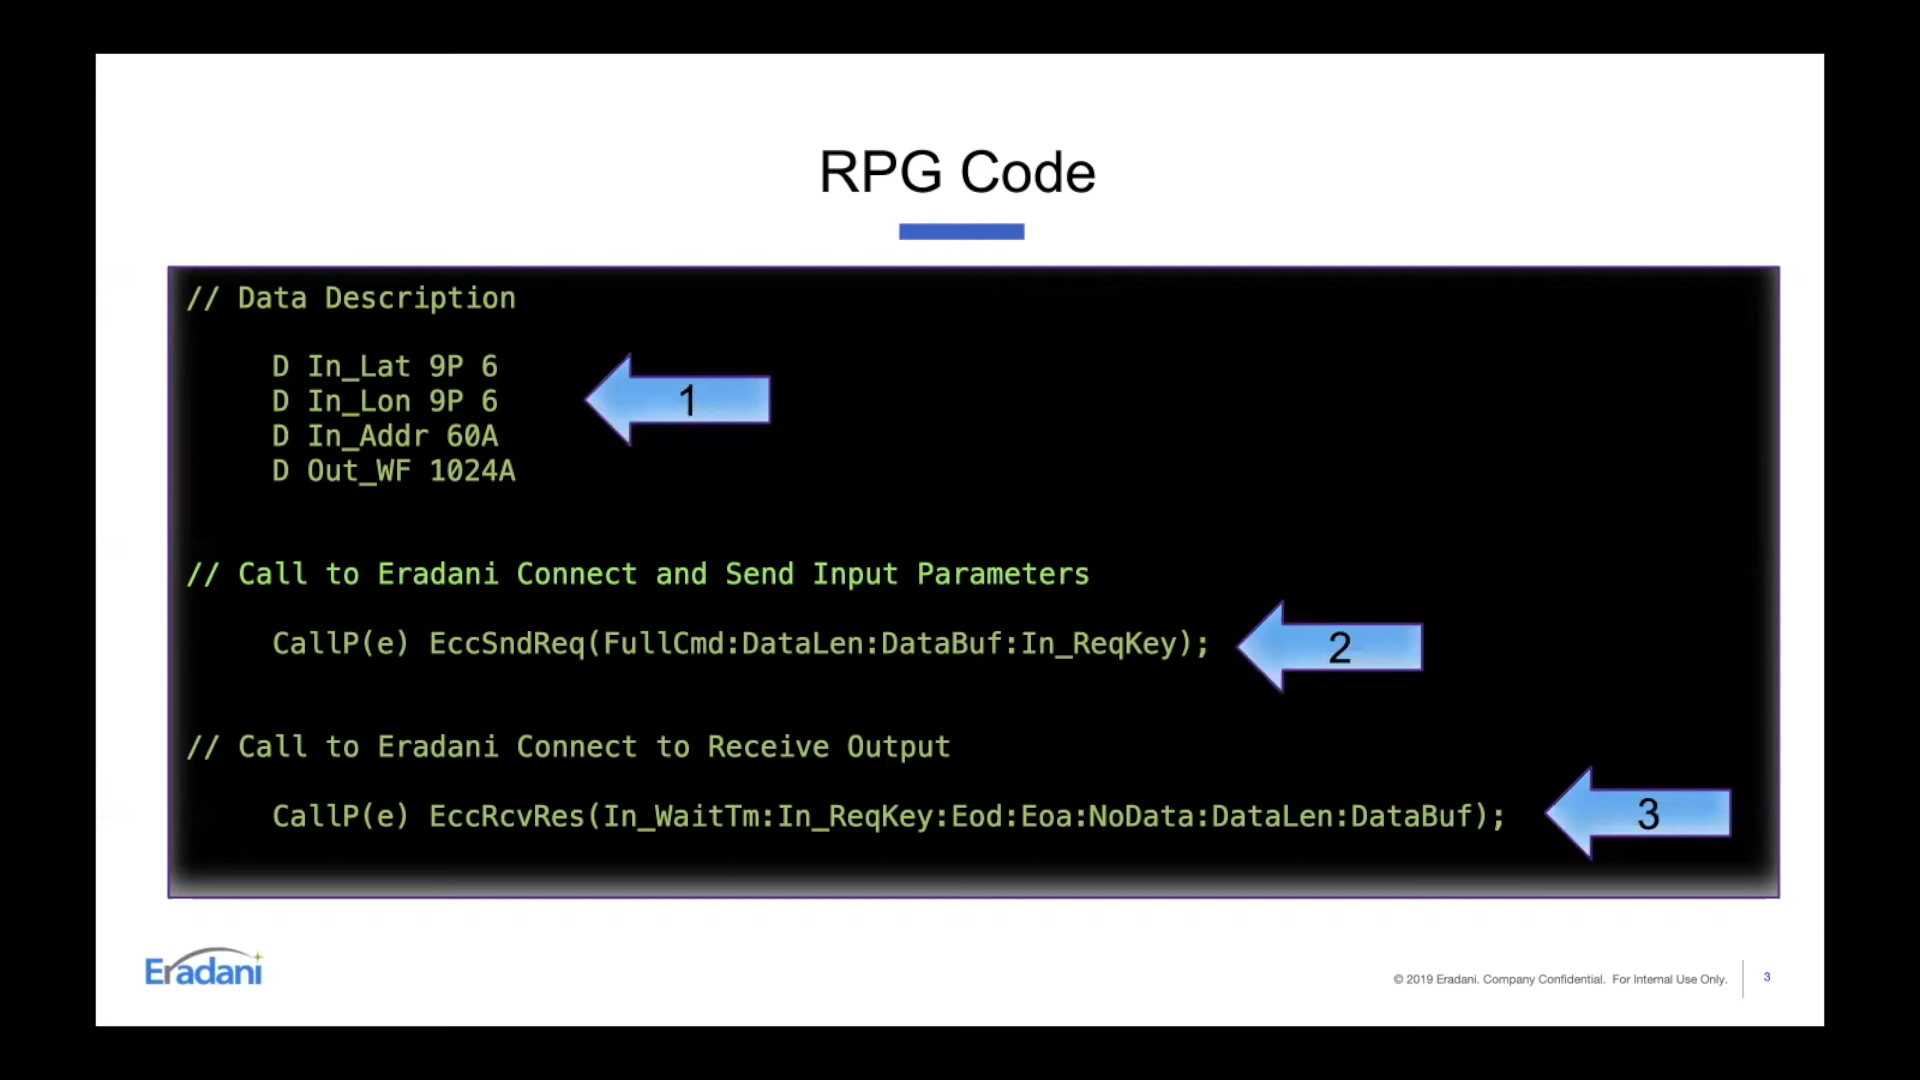 RPG Code
// Data Description
D In_Lat 9P 6
D In_Lon 9P 6
1
D In_Addr 60A
D Out_WF 1024A
// Call to Eradani Connect and Send Input Parameters
CallP(e) EccSndReq(FullCmd:DataLen:DataBuf:In_ReqKey);
2
// Call to Eradani Connect to Receive Output
CallP(e) EccRcvRes(In_WaitTm:In_ReqKey:Eod:Eoa:NoData:DataLen:DataBuf);
3
Eradani
© 2019 Eradani. Company Confidential. For Internal Use Only.
3